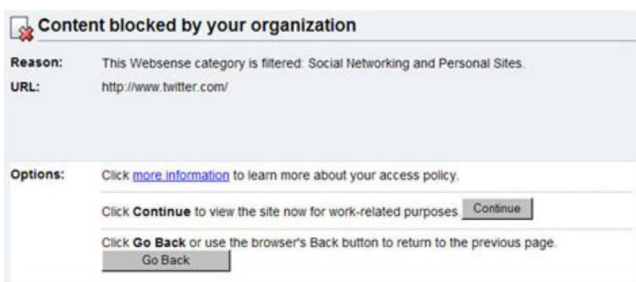 Content blocked by your organization
Reason: This Websense category is filtered: Social Networking and Personal Sites.
URL: http://www.twitter.com/
Options: Click more information to learn more about your access policy.
Click Continue to view the site now for work-related purposes. Continue
Click Go Back or use the browser's Back button to return to the previous page.
Go Back